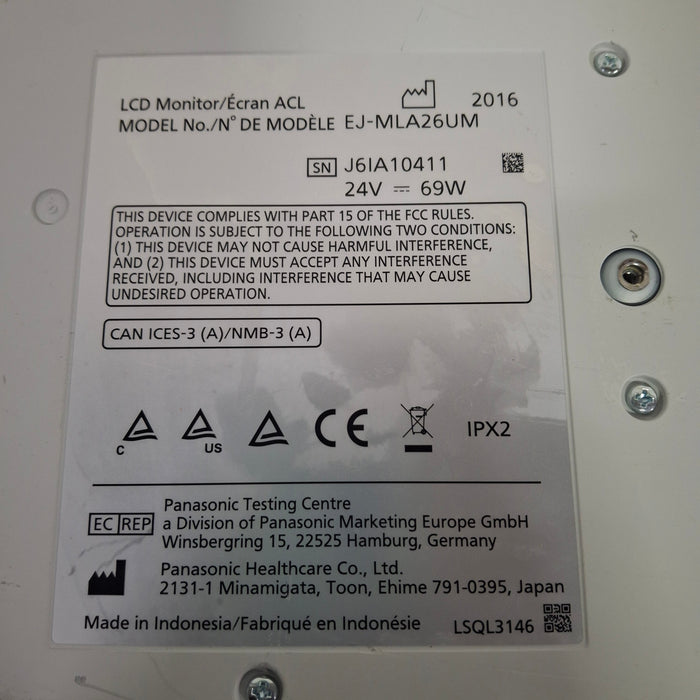 LCD Monitor/Écran ACL 2016
MODEL No./N° DE MODÈLE EJ-MLA26UM
SN J6IA10411
24V ⎓ 69W
THIS DEVICE COMPLIES WITH PART 15 OF THE FCC RULES.
OPERATION IS SUBJECT TO THE FOLLOWING TWO CONDITIONS:
(1) THIS DEVICE MAY NOT CAUSE HARMFUL INTERFERENCE,
AND (2) THIS DEVICE MUST ACCEPT ANY INTERFERENCE
RECEIVED, INCLUDING INTERFERENCE THAT MAY CAUSE
UNDESIRED OPERATION.
CAN ICES-3 (A)/NMB-3 (A)
C US CE IPX2
Panasonic Testing Centre
EC REP a Division of Panasonic Marketing Europe GmbH
Winsbergring 15, 22525 Hamburg, Germany
Panasonic Healthcare Co., Ltd.
2131-1 Minamigata, Toon, Ehime 791-0395, Japan
Made in Indonesia/Fabriqué en Indonésie LSQL3146